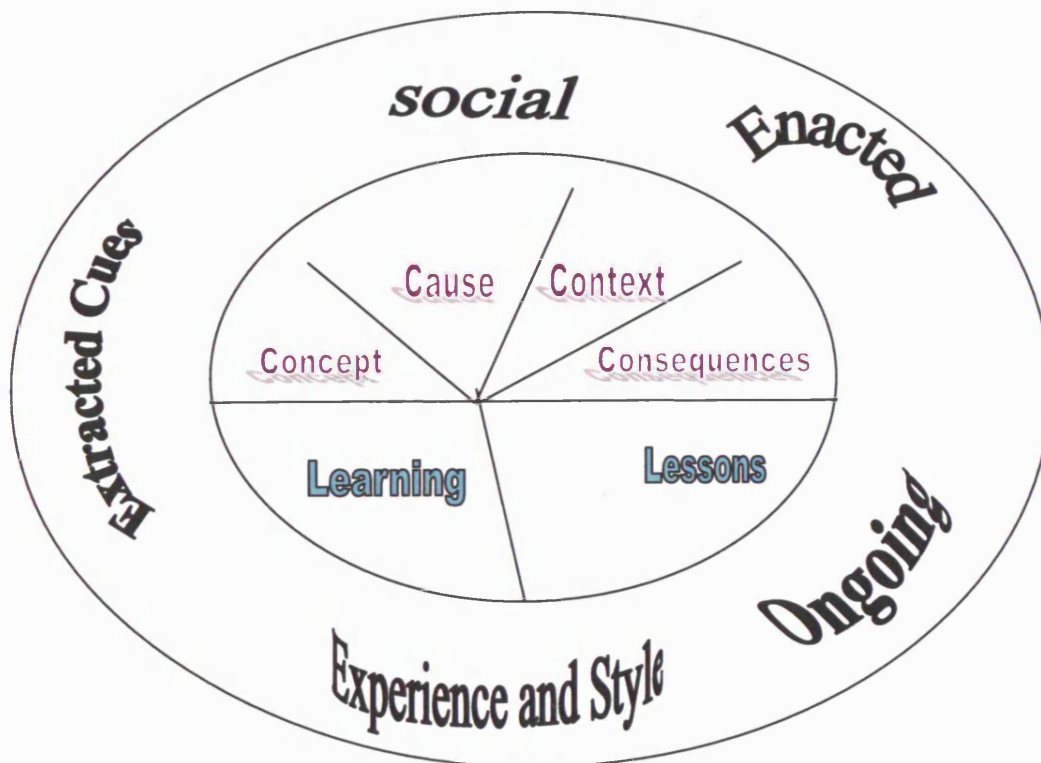 social
Enacted
Extracted Cues
Cause
Context
Concept
Consequences
Learning
Lessons
Ongoing
Experience and Style